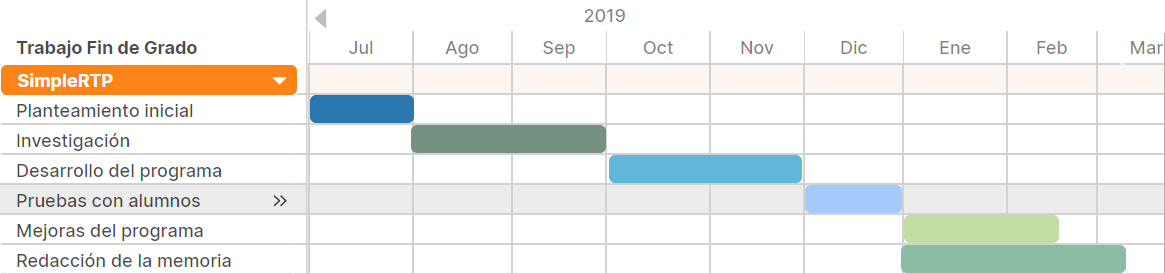 2019
Trabajo Fin de Grado
Jul Ago Sep Oct Nov Dic Ene Feb Mar
SimpleRTP
Planteamiento inicial
Investigación
Desarrollo del programa
Pruebas con alumnos
Mejoras del programa
Redacción de la memoria